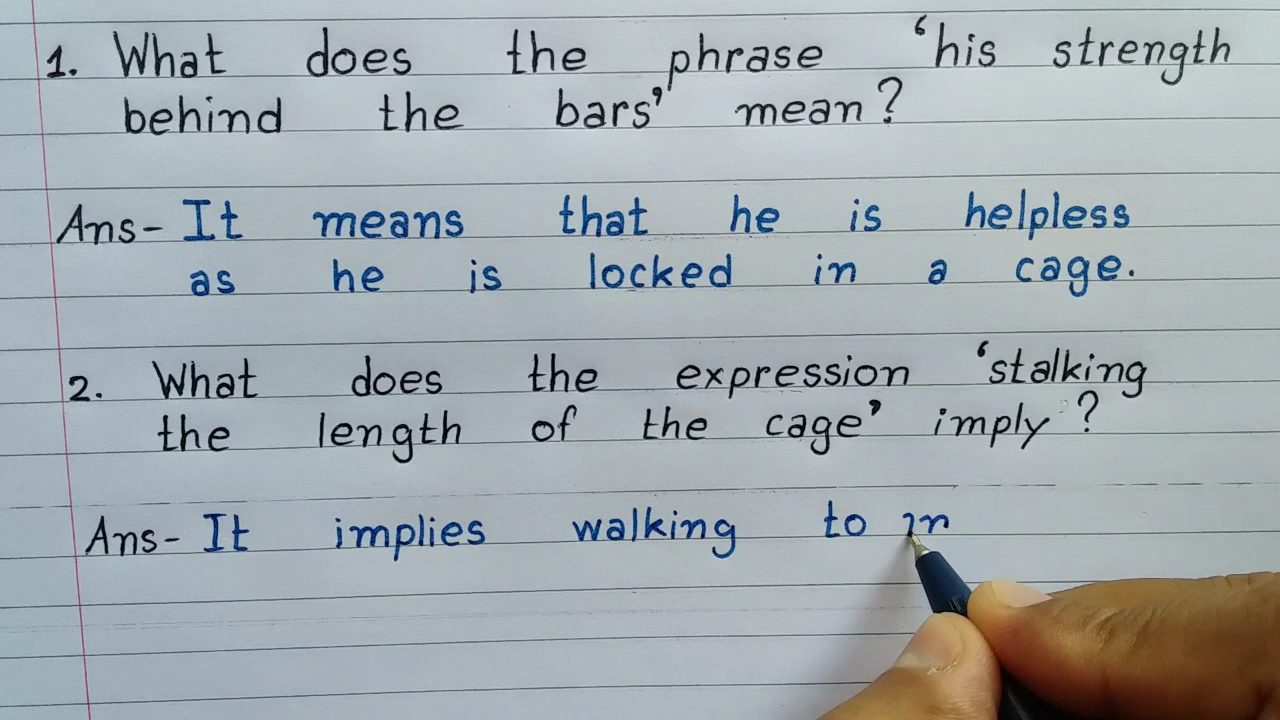 1. What does the phrase ‘his strength
behind the bars’ mean?
Ans- It means that he is helpless
as he is locked in a cage.
2. What does the expression ‘stalking
the length of the cage’ imply?
Ans- It implies walking to